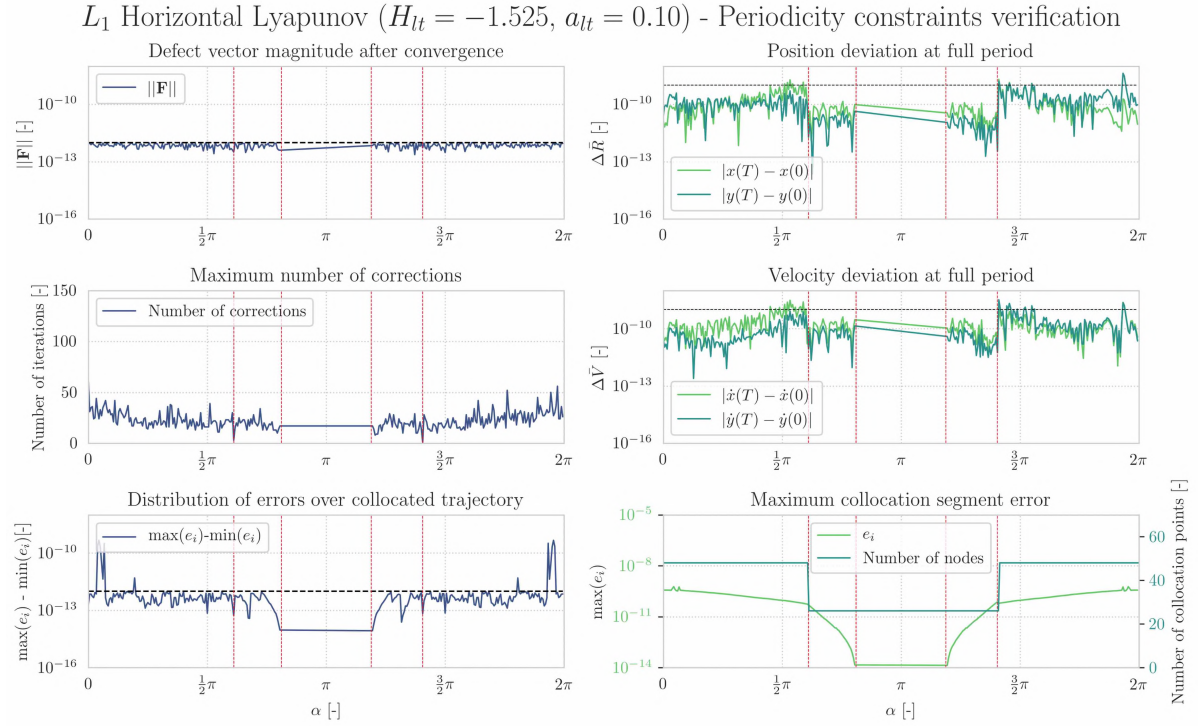 L₁ Horizontal Lyapunov (Hₗₜ = −1.525, aₗₜ = 0.10) - Periodicity constraints verification
Defect vector magnitude after convergence
||F|| [-]
||F||
10⁻¹⁰
10⁻¹³
10⁻¹⁶
0 ½π π 3/2π 2π
Position deviation at full period
ΔR̄ [-]
10⁻¹⁰
10⁻¹³
10⁻¹⁶
|x(T) − x(0)|
|y(T) − y(0)|
0 ½π π 3/2π 2π
Maximum number of corrections
Number of iterations [-]
Number of corrections
150
100
50
0
0 ½π π 3/2π 2π
Velocity deviation at full period
ΔV̄ [-]
10⁻¹⁰
10⁻¹³
10⁻¹⁶
|ẋ(T) − ẋ(0)|
|ẏ(T) − ẏ(0)|
0 ½π π 3/2π 2π
Distribution of errors over collocated trajectory
max(eᵢ) - min(eᵢ)[-]
max(eᵢ)-min(eᵢ)
10⁻¹⁰
10⁻¹³
10⁻¹⁶
0 ½π π 3/2π 2π
α [-]
Maximum collocation segment error
max(eᵢ)
10⁻⁵
10⁻⁸
10⁻¹¹
10⁻¹⁴
eᵢ
Number of nodes
60
40
20
0
Number of collocation points [-]
0 ½π π 3/2π 2π
α [-]